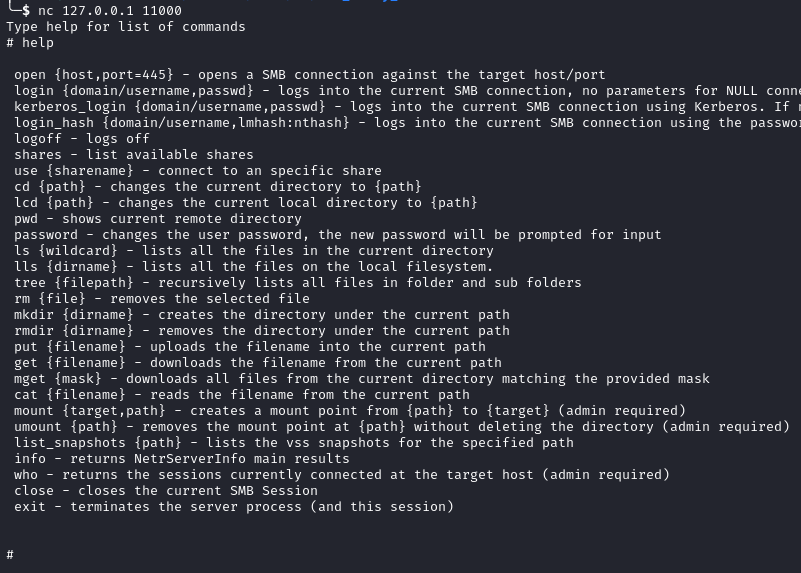 └─$ nc 127.0.0.1 11000
Type help for list of commands
# help
open {host,port=445} - opens a SMB connection against the target host/port
login {domain/username,passwd} - logs into the current SMB connection, no parameters for NULL
kerberos_login {domain/username,passwd} - logs into the current SMB connection using Kerberos. If
login_hash {domain/username,lmhash:nthash} - logs into the current SMB connection using the
logoff - logs off
shares - list available shares
use {sharename} - connect to an specific share
cd {path} - changes the current directory to {path}
lcd {path} - changes the current local directory to {path}
pwd - shows current remote directory
password - changes the user password, the new password will be prompted for input
ls {wildcard} - lists all the files in the current directory
lls {dirname} - lists all the files on the local filesystem.
tree {filepath} - recursively lists all files in folder and sub folders
rm {file} - removes the selected file
mkdir {dirname} - creates the directory under the current path
rmdir {dirname} - removes the directory under the current path
put {filename} - uploads the filename into the current path
get {filename} - downloads the filename from the current path
mget {mask} - downloads all files from the current directory matching the provided mask
cat {filename} - reads the filename from the current path
mount {target,path} - creates a mount point from {path} to {target} (admin required)
umount {path} - removes the mount point at {path} without deleting the directory (admin required)
list_snapshots {path} - lists the vss snapshots for the specified path
info - returns NetrServerInfo main results
who - returns the sessions currently connected at the target host (admin required)
close - closes the current SMB Session
exit - terminates the server process (and this session)
#